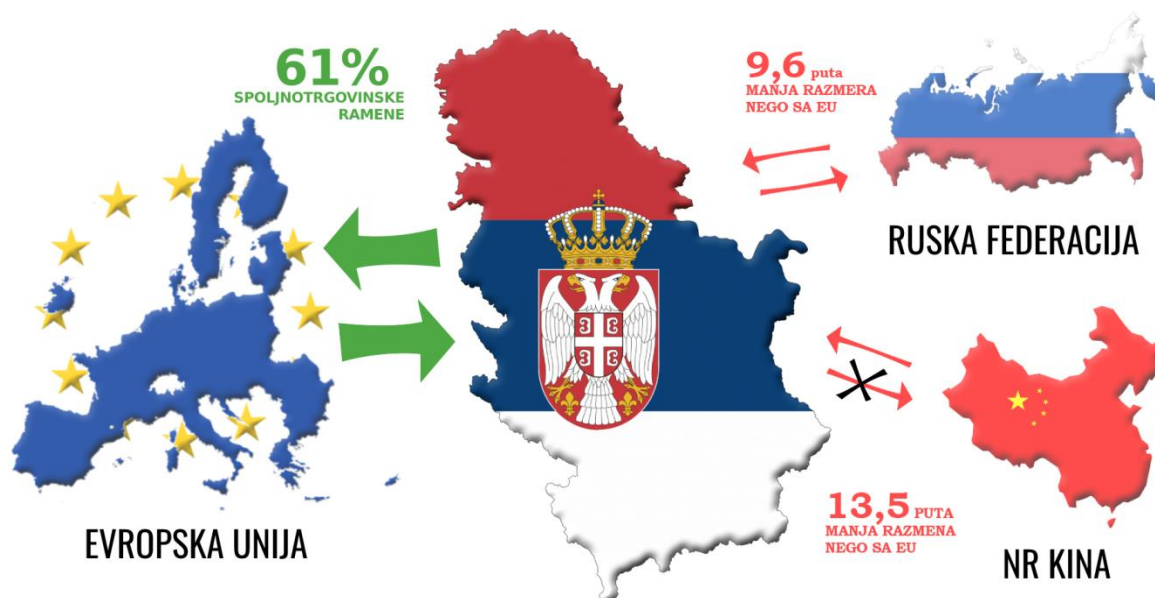 61%
SPOLJNOTRGOVINSKE
RAMENE
EVROPSKA UNIJA
9,6 puta
MANJA RAZMERA
NEGO SA EU
RUSKA FEDERACIJA
13,5 PUTA
MANJA RAZMENA
NEGO SA EU
NR KINA